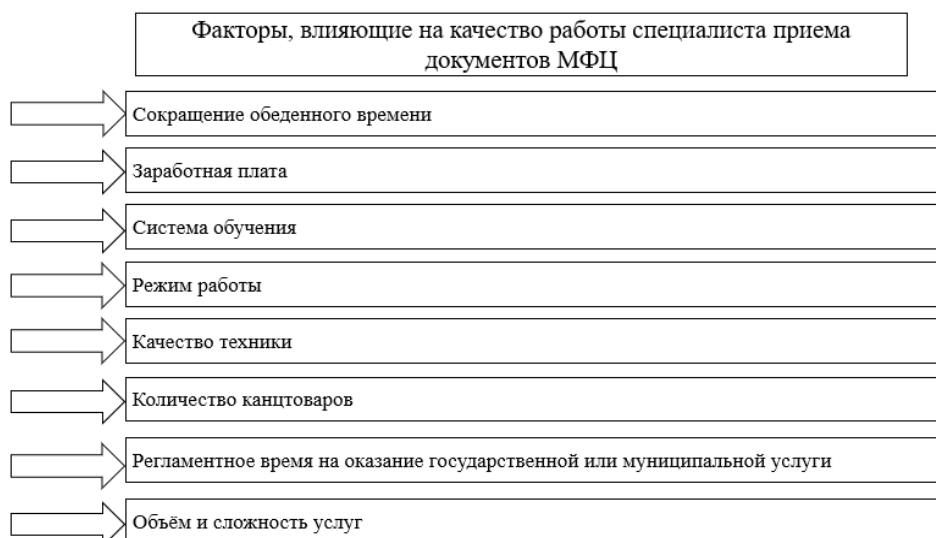 Факторы, влияющие на качество работы специалиста приема
документов МФЦ
Сокращение обеденного времени
Заработная плата
Система обучения
Режим работы
Качество техники
Количество канцтоваров
Регламентное время на оказание государственной или муниципальной услуги
Объём и сложность услуг